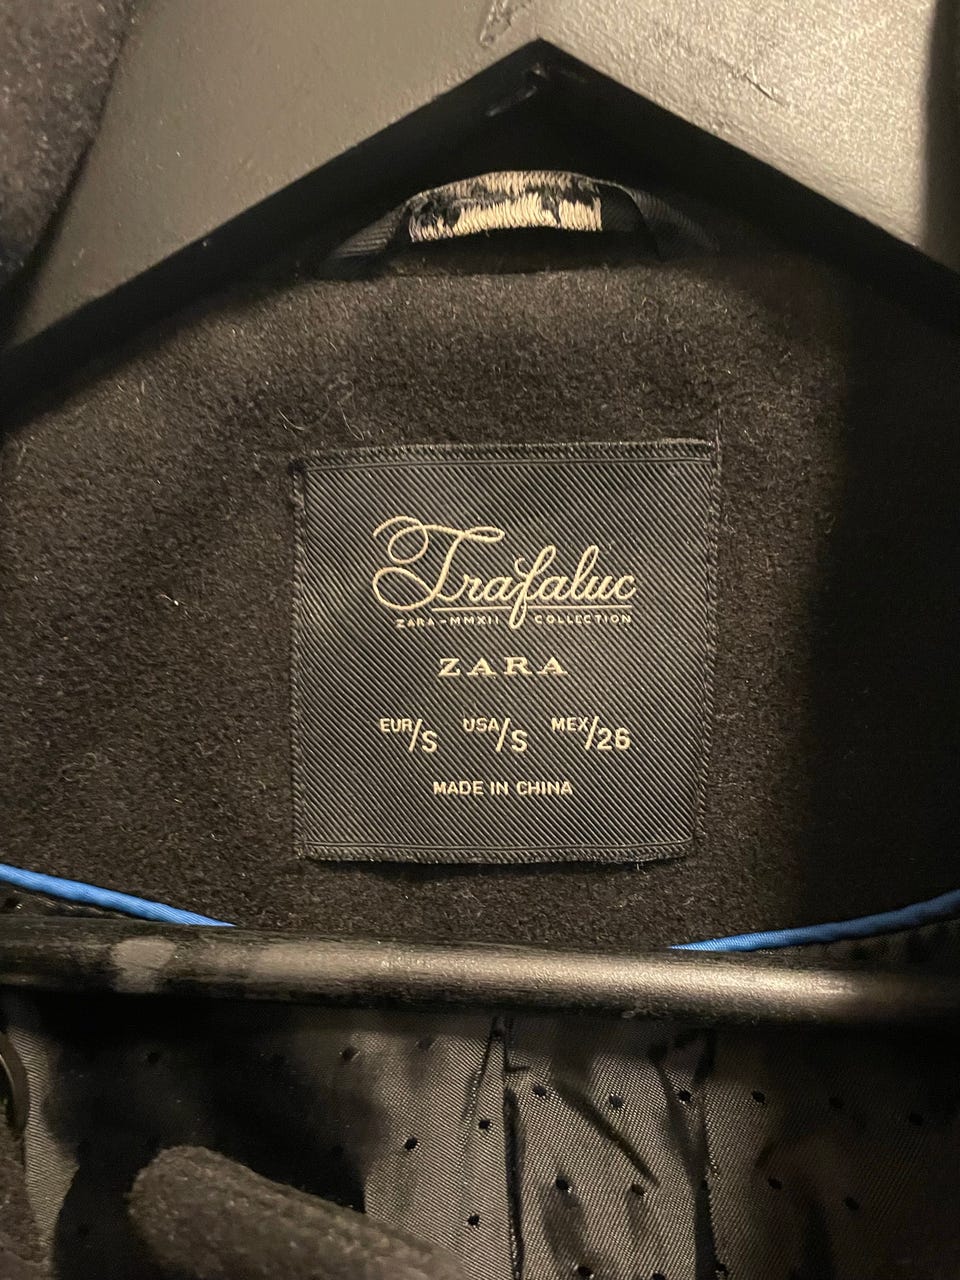 Trafaluc
ZARA-MMXII COLLECTION
ZARA
EUR/S USA/S MEX/26
MADE IN CHINA